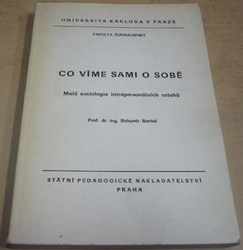 UNIVERSITA KARLOVA V PRAZE
FAKULTA ŽURNALISTIKY
CO VÍME SAMI O SOBĚ
Malá sociologie intrapersonálních vztahů
Prof. dr. ing. Bohumír Bartoš
STÁTNÍ PEDAGOGICKÉ NAKLADATELSTVÍ
PRAHA